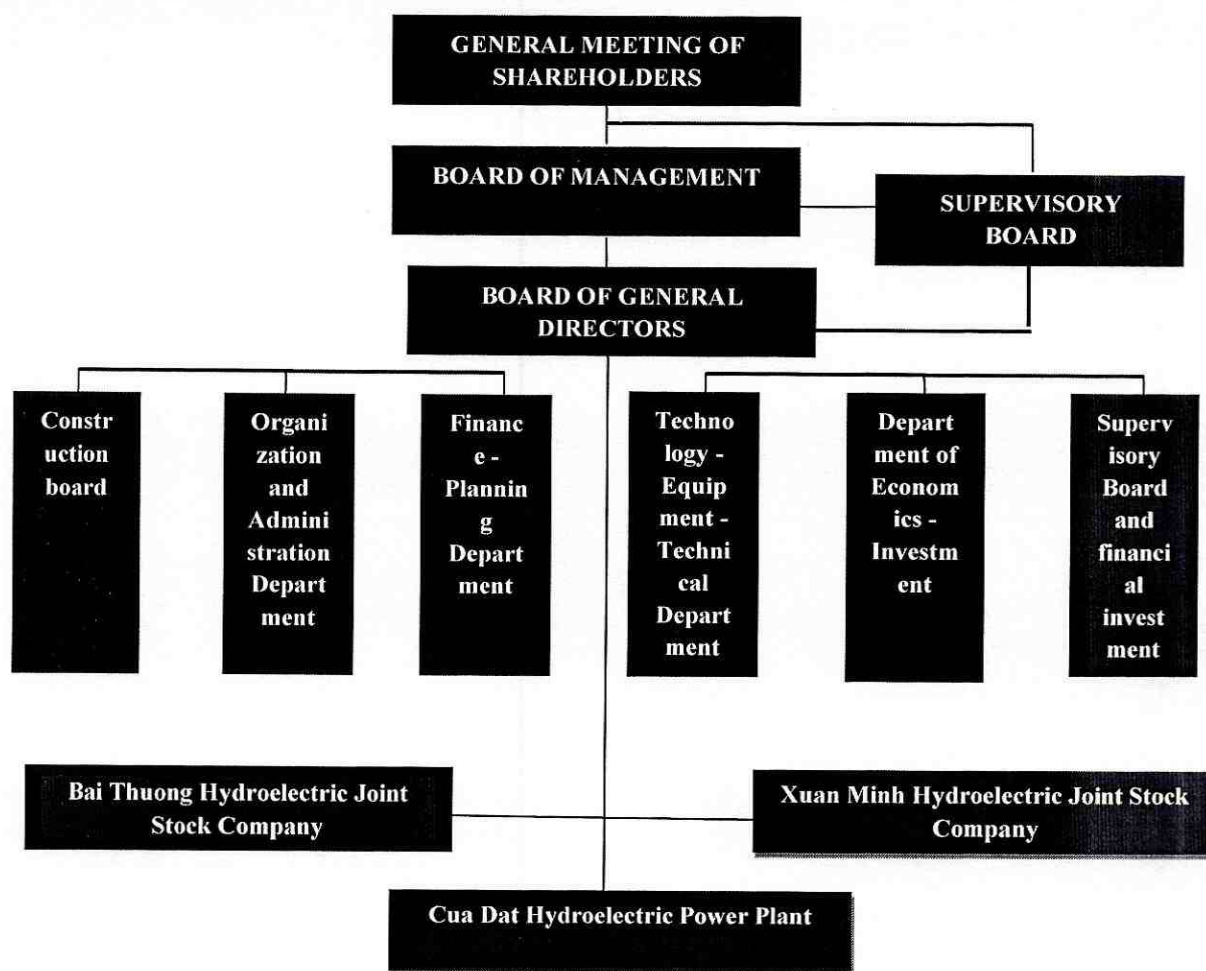 GENERAL MEETING OF
SHAREHOLDERS
BOARD OF MANAGEMENT
SUPERVISORY
BOARD
BOARD OF GENERAL
DIRECTORS
Constr
uction
board
Organi
zation
and
Admini
stration
Depart
ment
Financ
e -
Plannin
g
Depart
ment
Techno
logy -
Equip
ment -
Techni
cal
Depart
ment
Depart
ment of
Econom
ics -
Investm
ent
Superv
isory
Board
and
financi
al
invest
ment
Bai Thuong Hydroelectric Joint
Stock Company
Xuan Minh Hydroelectric Joint Stock
Company
Cua Dat Hydroelectric Power Plant